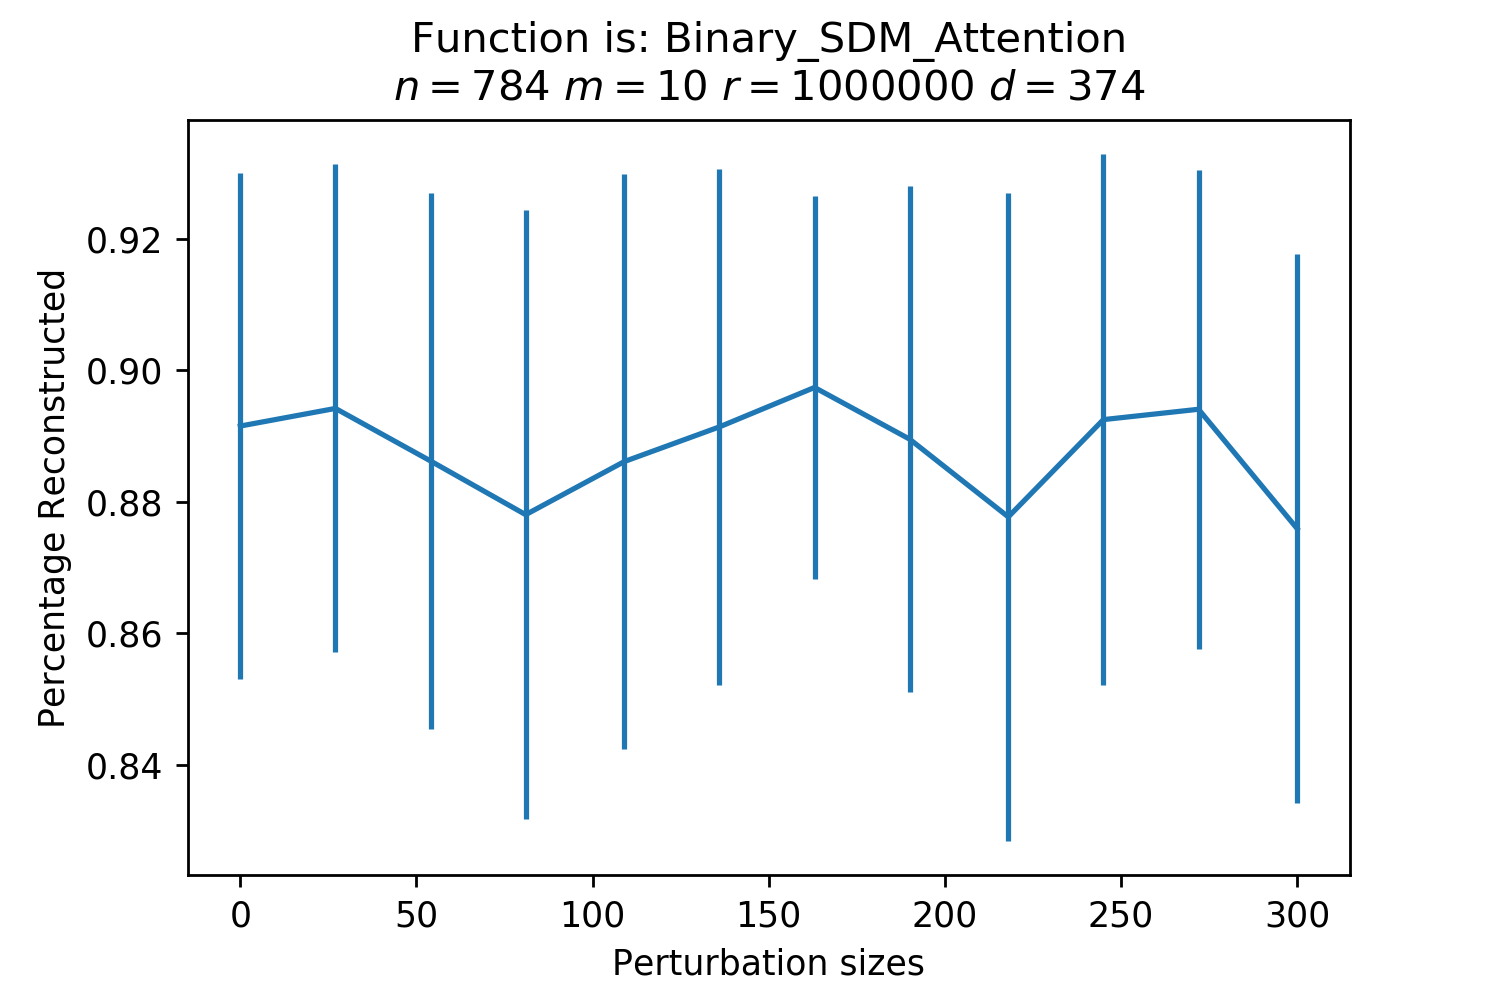 Function is: Binary_SDM_Attention
n = 784 m = 10 r = 1000000 d = 374
Percentage Reconstructed
0.92
0.90
0.88
0.86
0.84
0 50 100 150 200 250 300
Perturbation sizes